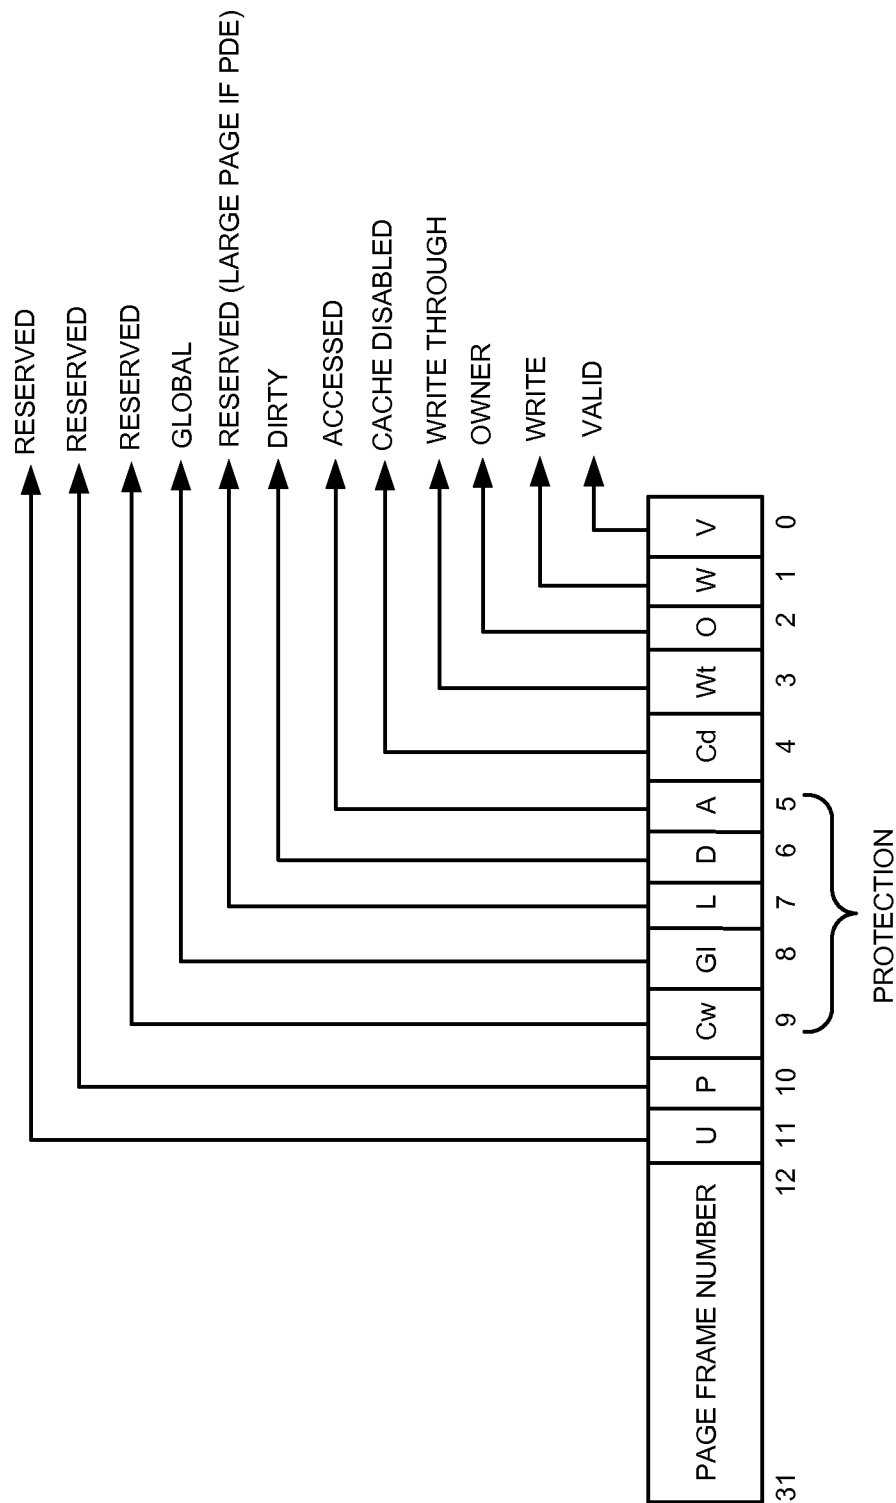 RESERVED
RESERVED
RESERVED
GLOBAL
RESERVED (LARGE PAGE IF PDE)
DIRTY
ACCESSED
CACHE DISABLED
WRITE THROUGH
OWNER
WRITE
VALID
PAGE FRAME NUMBER U P Cw Gl L D A Cd Wt O W V
31 12 11 10 9 8 7 6 5 4 3 2 1 0
PROTECTION